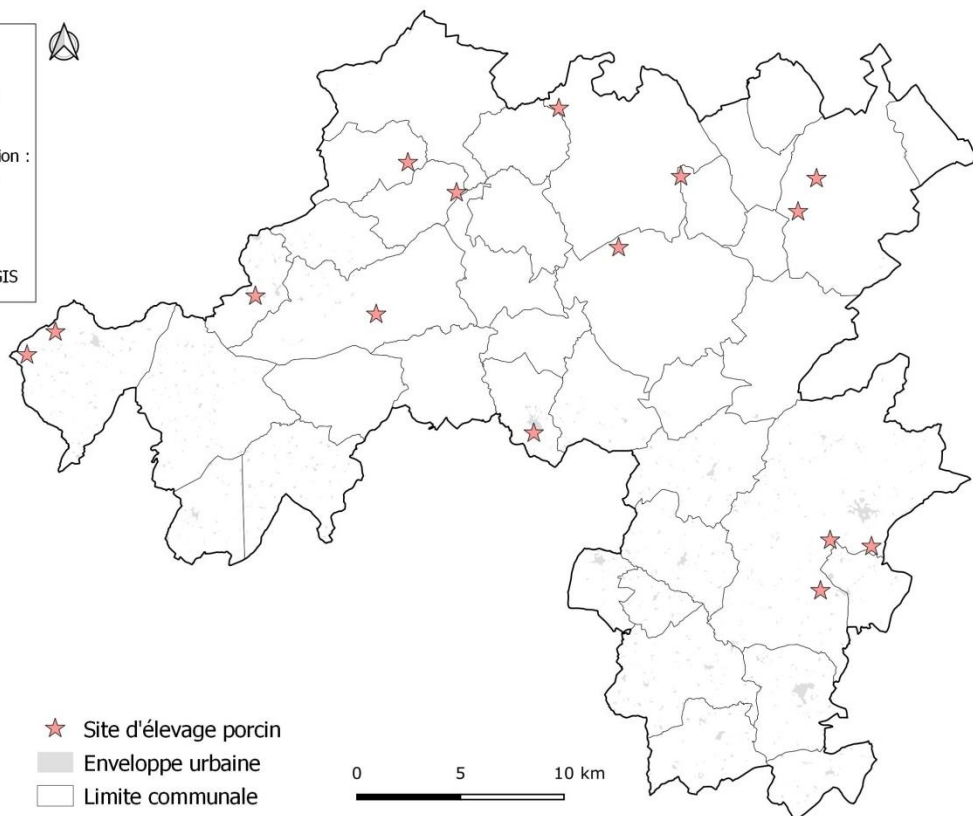 ion :
GIS
Site d'élevage porcin
Enveloppe urbaine
Limite communale
0 5 10 km